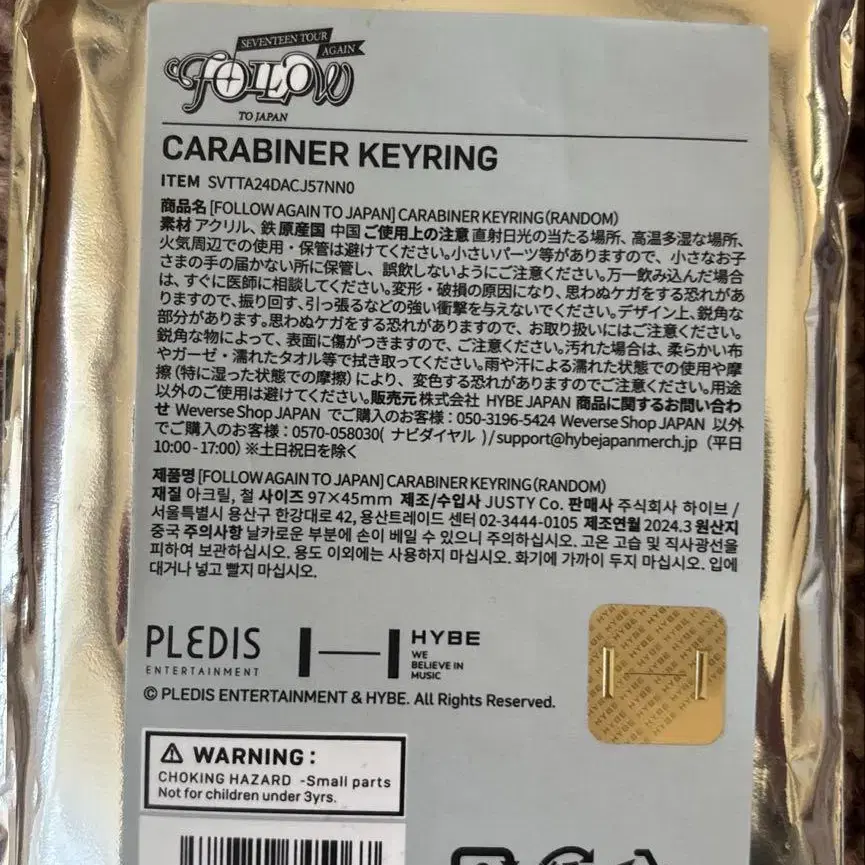 SEVENTEEN TOUR
AGAIN
FOLLOW
TO JAPAN
CARABINER KEYRING
ITEM SVTTA24DACJ57NN0
商品名 [FOLLOW AGAIN TO JAPAN] CARABINER KEYRING (RANDOM)
素材 アクリル、鉄 原産国 中国 ご使用上の注意 直射日光の当たる場所、高温多湿な場所、
火気周辺での使用・保管は避けてください。小さいパーツ等がありますので、小さなお子
さまの手の届かない所に保管し、誤飲しないようにご注意ください。万一飲み込んだ場合
は、すぐに医師に相談してください。変形・破損の原因になり、思わぬケガをする恐れがあ
りますので、振り回す、引っ張るなどの強い衝撃を与えないでください。デザイン上、鋭角な
部分があります。思わぬケガをする恐れがありますので、お取り扱いにはご注意ください。
鋭角な物によって、表面に傷がつきますので、ご注意ください。汚れた場合は、柔らかい布
やガーゼ・濡れたタオル等で拭き取ってください。雨や汗による濡れた状態での使用や摩
擦（特に湿った状態での摩擦）により、変色する恐れがありますのでご注意ください。用途
以外のご使用は避けてください。販売元 株式会社 HYBE JAPAN 商品に関するお問い合わ
せ Weverse Shop JAPAN でご購入のお客様：050-3196-5424 Weverse Shop JAPAN 以外
でご購入のお客様：0570-058030( ナビダイヤル )/support@hybejapanmerch.jp（平日
10:00 - 17:00）※土日祝日を除く
제품명 [FOLLOW AGAIN TO JAPAN] CARABINER KEYRING (RANDOM)
재질 아크릴, 철 사이즈 97×45mm 제조/수입사 JUSTY Co. 판매사 주식회사 하이브 /
서울특별시 용산구 한강대로 42, 용산트레이드 센터 02-3444-0105 제조연월 2024.3 원산지
중국 주의사항 날카로운 부분에 손이 베일 수 있으니 주의하십시오. 고온 고습 및 직사광선을
피하여 보관하십시오. 용도 이외에는 사용하지 마십시오. 화기에 가까이 두지 마십시오. 입에
대거나 넣고 빨지 마십시오.
PLEDIS
ENTERTAINMENT
HYBE
WE
BELIEVE IN
MUSIC
© PLEDIS ENTERTAINMENT & HYBE. All Rights Reserved.
HYBE HYBE HYBE
⚠ WARNING :
CHOKING HAZARD -Small parts
Not for children under 3yrs.